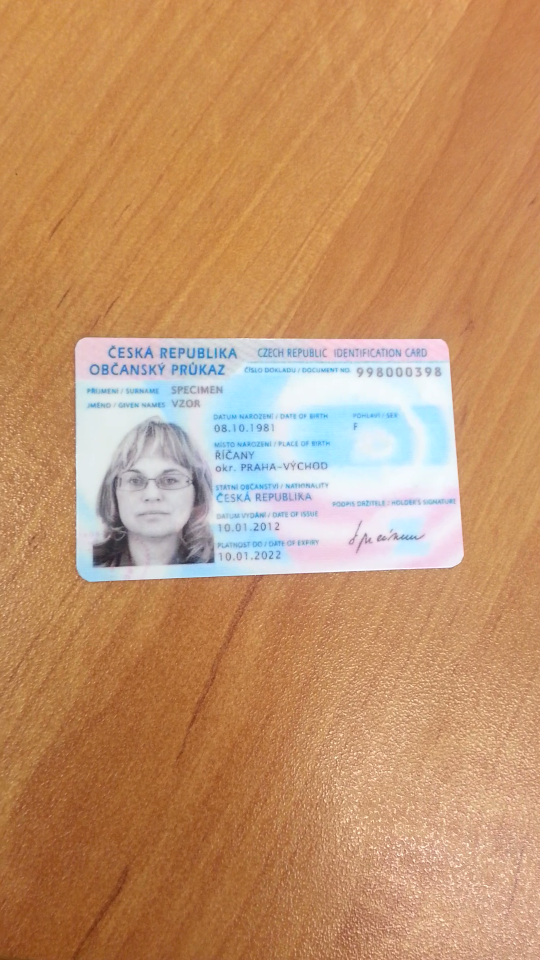 ČESKÁ REPUBLIKA CZECH REPUBLIC IDENTIFICATION CARD
OBČANSKÝ PRŮKAZ ČÍSLO DOKLADU / DOCUMENT NO. 998000398
PŘÍJMENÍ / SURNAME SPECIMEN
JMÉNO / GIVEN NAMES VZOR
DATUM NAROZENÍ / DATE OF BIRTH POHLAVÍ / SEX
08.10.1981 F
MÍSTO NAROZENÍ / PLACE OF BIRTH
ŘÍČANY
okr. PRAHA-VÝCHOD
STÁTNÍ OBČANSTVÍ / NATIONALITY
ČESKÁ REPUBLIKA
PODPIS DRŽITELE / HOLDER'S SIGNATURE
DATUM VYDÁNÍ / DATE OF ISSUE
10.01.2012
Specimen
PLATNOST DO / DATE OF EXPIRY
10.01.2022